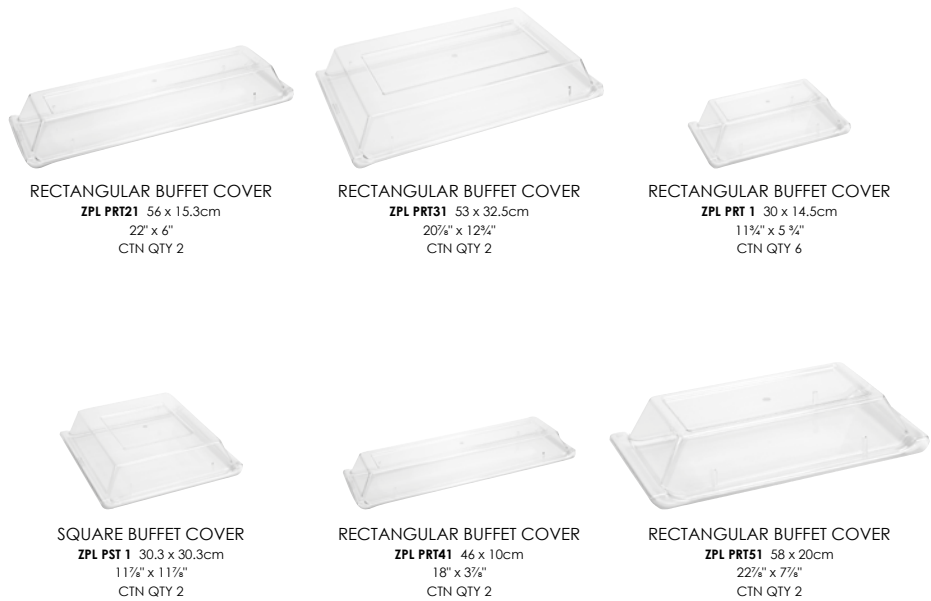 RECTANGULAR BUFFET COVER
ZPL PRT21 56 x 15.3cm
22" x 6"
CTN QTY 2
RECTANGULAR BUFFET COVER
ZPL PRT31 53 x 32.5cm
20⅞" x 12¾"
CTN QTY 2
RECTANGULAR BUFFET COVER
ZPL PRT 1 30 x 14.5cm
11¾" x 5 ¾"
CTN QTY 6
SQUARE BUFFET COVER
ZPL PST 1 30.3 x 30.3cm
11⅞" x 11⅞"
CTN QTY 2
RECTANGULAR BUFFET COVER
ZPL PRT41 46 x 10cm
18" x 3⅞"
CTN QTY 2
RECTANGULAR BUFFET COVER
ZPL PRT51 58 x 20cm
22⅞" x 7⅞"
CTN QTY 2